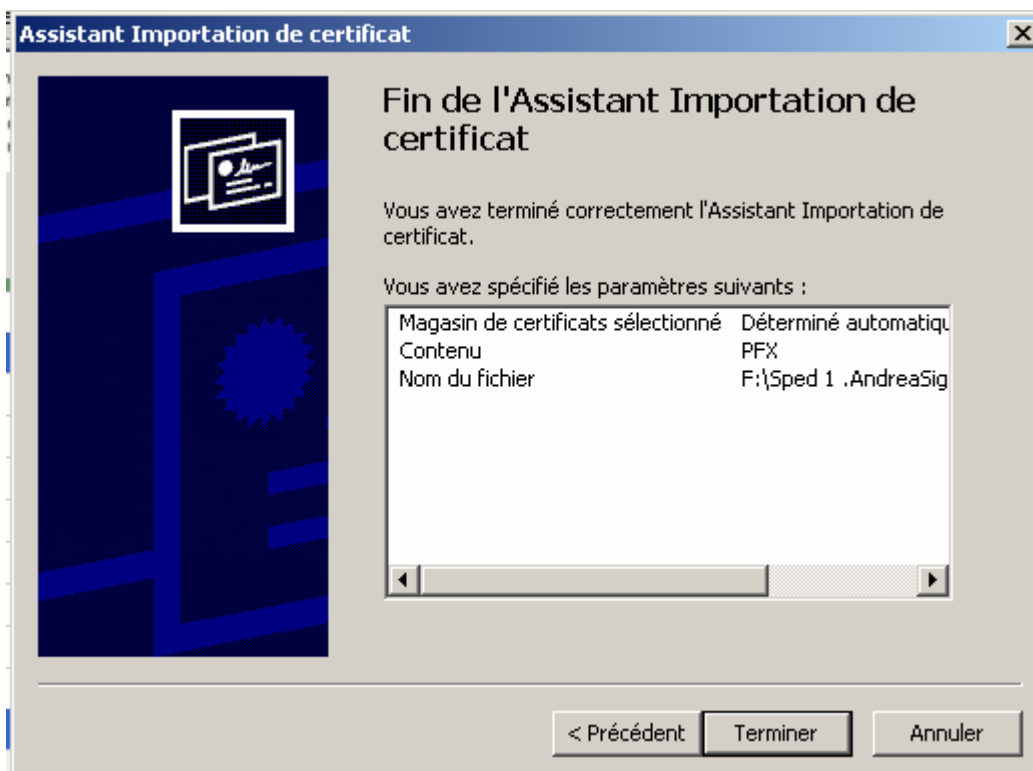 Assistant Importation de certificat
Fin de l'Assistant Importation de
certificat
Vous avez terminé correctement l'Assistant Importation de
certificat.
Vous avez spécifié les paramètres suivants :
Magasin de certificats sélectionné Déterminé automatiqu
Contenu PFX
Nom du fichier F:\Sped 1 .AndreaSig
< Précédent Terminer Annuler